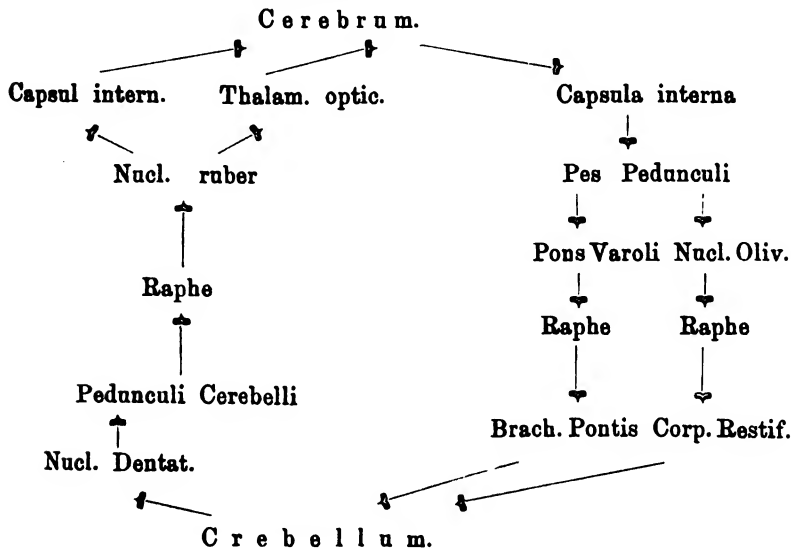 Cerebrum.
Capsul intern. Thalam. optic. Capsula interna
Nucl. ruber Pes Pedunculi
Pons Varoli Nucl. Oliv.
Raphe
Raphe Raphe
Pedunculi Cerebelli
Brach. Pontis Corp. Restif.
Nucl. Dentat.
Crebellum.